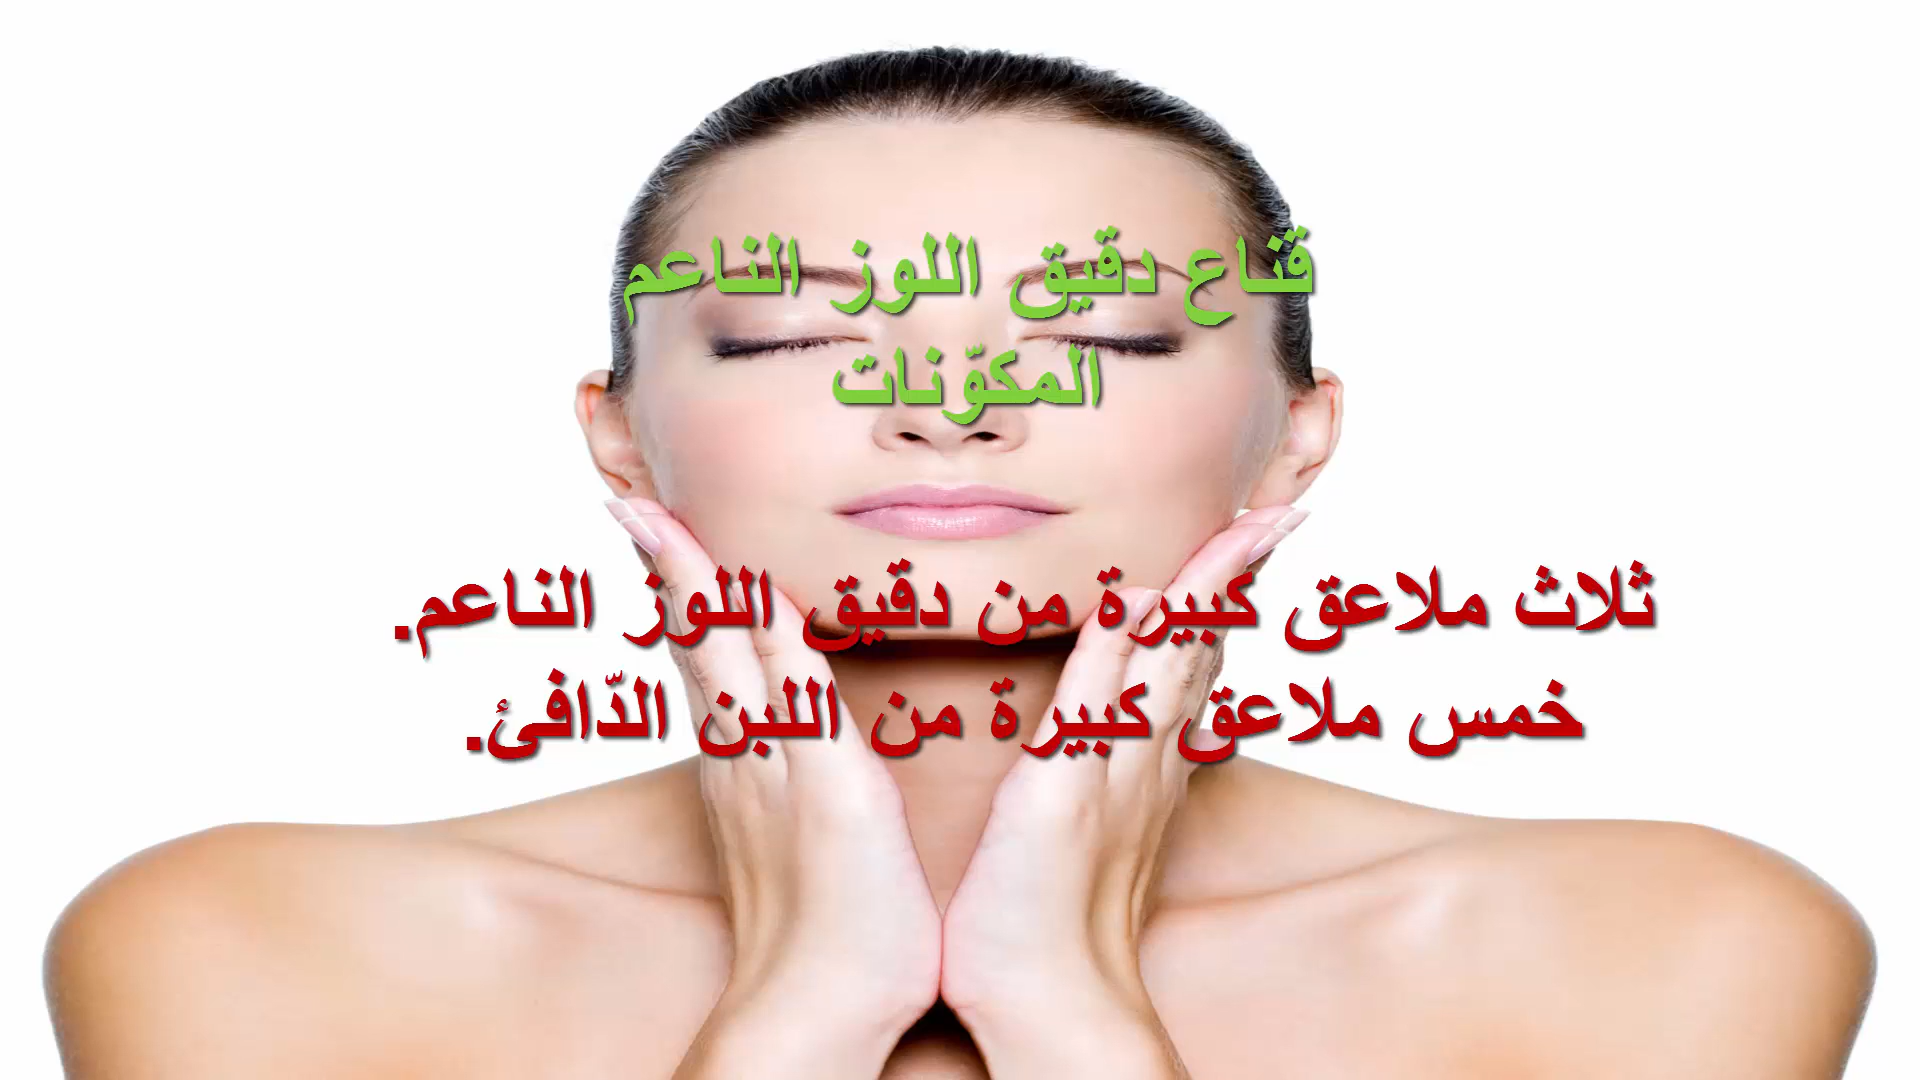 قناع دقيق اللوز الناعم
المكوّنات
ثلاث ملاعق كبيرة من دقيق اللوز الناعم.
خمس ملاعق كبيرة من اللبن الدّافئ.